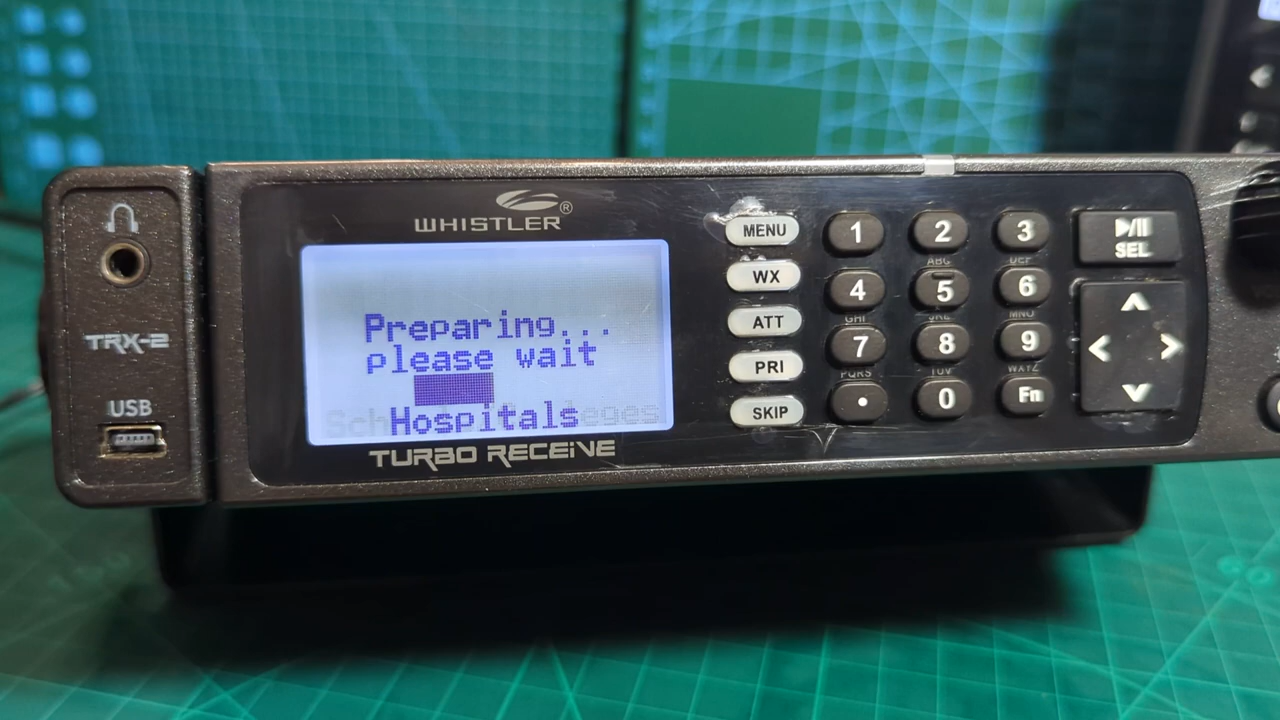 WHISTLER ®
TRX-2
USB
Preparing...
please wait
Hospitals
TURBO RECEIVE
MENU
WX
ATT
PRI
SKIP
1 2 3
ABC DEF
4 5 6
GHI JKL MNO
7 8 9
PQRS TUV WXYZ
. 0 Fn
SEL